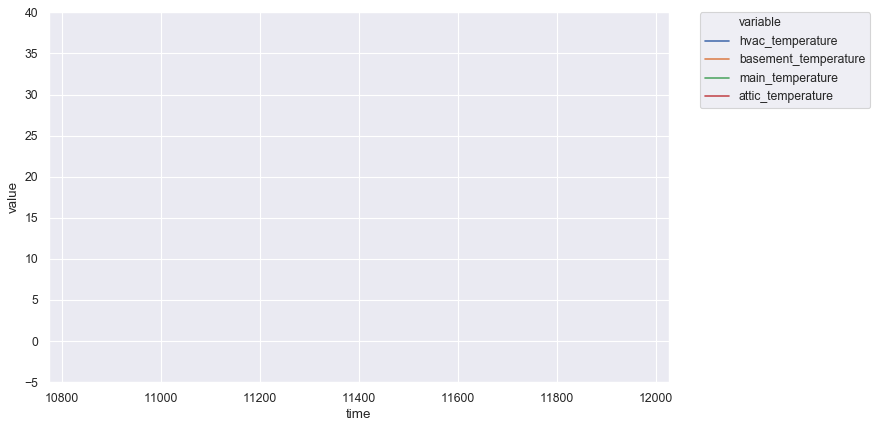 40
35
30
25
20
15
10
5
0
−5
value
10800 11000 11200 11400 11600 11800 12000
time
variable
hvac_temperature
basement_temperature
main_temperature
attic_temperature